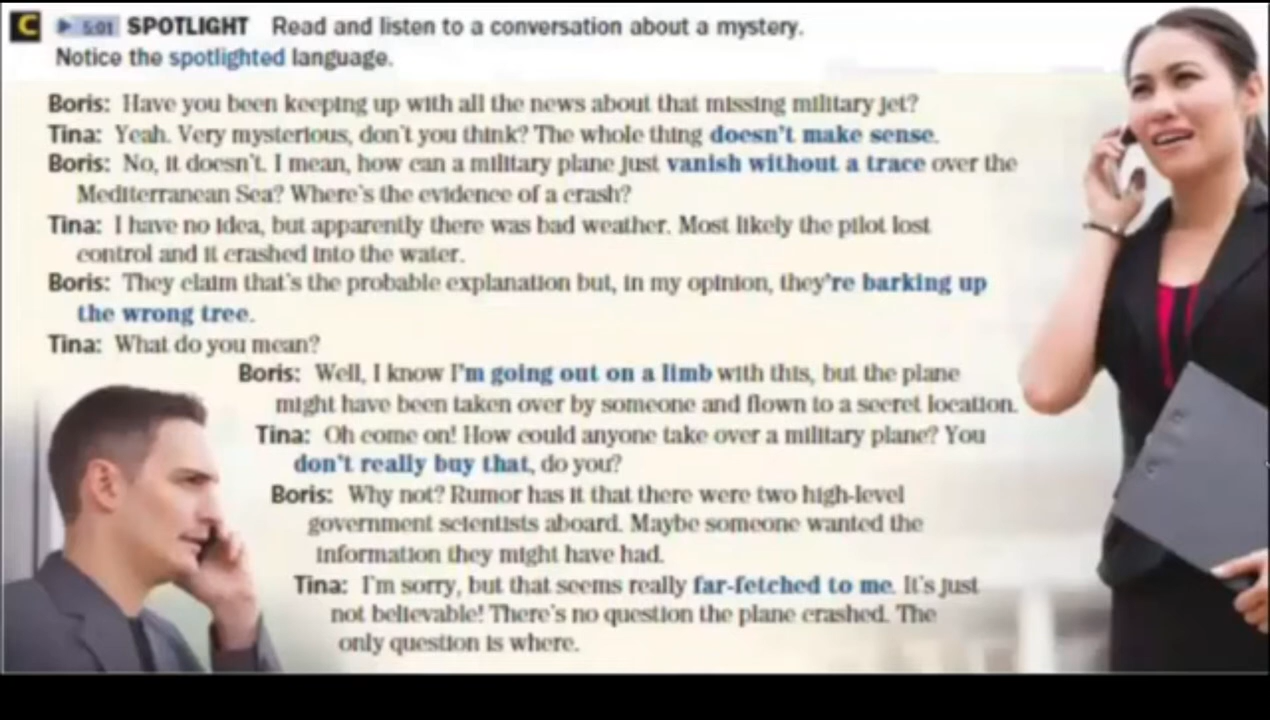 C 5:01 SPOTLIGHT Read and listen to a conversation about a mystery.
Notice the spotlighted language.
Boris: Have you been keeping up with all the news about that missing military jet?
Tina: Yeah. Very mysterious, don't you think? The whole thing doesn't make sense.
Boris: No, it doesn't. I mean, how can a military plane just vanish without a trace over the
Mediterranean Sea? Where's the evidence of a crash?
Tina: I have no idea, but apparently there was bad weather. Most likely the pilot lost
control and it crashed into the water.
Boris: They claim that's the probable explanation but, in my opinion, they're barking up
the wrong tree.
Tina: What do you mean?
Boris: Well, I know I'm going out on a limb with this, but the plane
might have been taken over by someone and flown to a secret location.
Tina: Oh come on! How could anyone take over a military plane? You
don't really buy that, do you?
Boris: Why not? Rumor has it that there were two high-level
government scientists aboard. Maybe someone wanted the
information they might have had.
Tina: I'm sorry, but that seems really far-fetched to me. It's just
not believable! There's no question the plane crashed. The
only question is where.